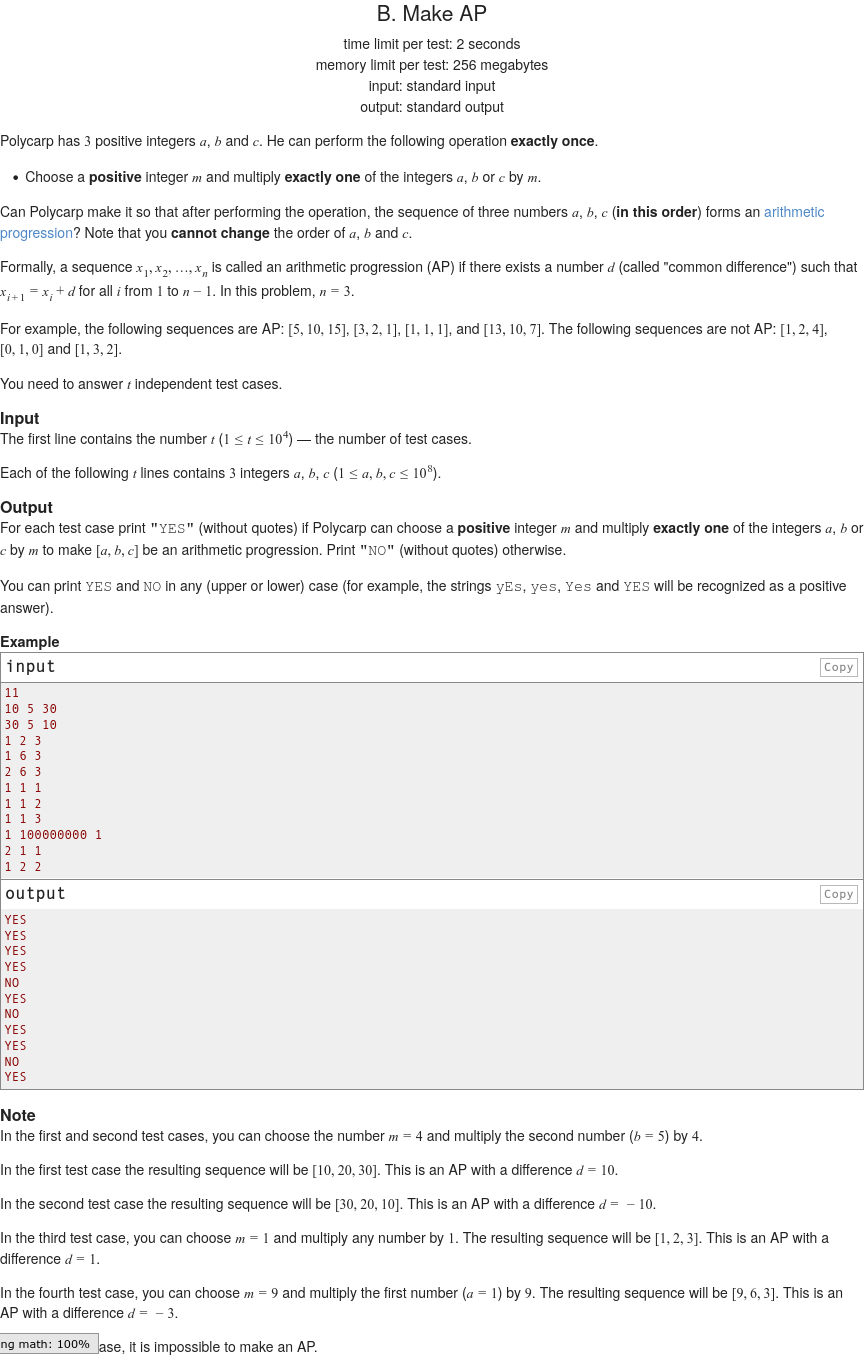 B. Make AP
time limit per test: 2 seconds
memory limit per test: 256 megabytes
input: standard input
output: standard output
Polycarp has 3 positive integers a, b and c. He can perform the following operation exactly once.
• Choose a positive integer m and multiply exactly one of the integers a, b or c by m.
Can Polycarp make it so that after performing the operation, the sequence of three numbers a, b, c (in this order) forms an arithmetic
progression? Note that you cannot change the order of a, b and c.
Formally, a sequence x₁, x₂, …, xₙ is called an arithmetic progression (AP) if there exists a number d (called "common difference") such that
xᵢ₊₁ = xᵢ + d for all i from 1 to n − 1. In this problem, n = 3.
For example, the following sequences are AP: [5, 10, 15], [3, 2, 1], [1, 1, 1], and [13, 10, 7]. The following sequences are not AP: [1, 2, 4],
[0, 1, 0] and [1, 3, 2].
You need to answer t independent test cases.
Input
The first line contains the number t (1 ≤ t ≤ 10⁴) — the number of test cases.
Each of the following t lines contains 3 integers a, b, c (1 ≤ a, b, c ≤ 10⁸).
Output
For each test case print "YES" (without quotes) if Polycarp can choose a positive integer m and multiply exactly one of the integers a, b or
c by m to make [a, b, c] be an arithmetic progression. Print "NO" (without quotes) otherwise.
You can print YES and NO in any (upper or lower) case (for example, the strings yEs, yes, Yes and YES will be recognized as a positive
answer).
Example
input
Copy
11
10 5 30
30 5 10
1 2 3
1 6 3
2 6 3
1 1 1
1 1 2
1 1 3
1 100000000 1
2 1 1
1 2 2
output
Copy
YES
YES
YES
YES
NO
YES
NO
YES
YES
NO
YES
Note
In the first and second test cases, you can choose the number m = 4 and multiply the second number (b = 5) by 4.
In the first test case the resulting sequence will be [10, 20, 30]. This is an AP with a difference d = 10.
In the second test case the resulting sequence will be [30, 20, 10]. This is an AP with a difference d = − 10.
In the third test case, you can choose m = 1 and multiply any number by 1. The resulting sequence will be [1, 2, 3]. This is an AP with a
difference d = 1.
In the fourth test case, you can choose m = 9 and multiply the first number (a = 1) by 9. The resulting sequence will be [9, 6, 3]. This is an
AP with a difference d = − 3.
ng math: 100% ase, it is impossible to make an AP.